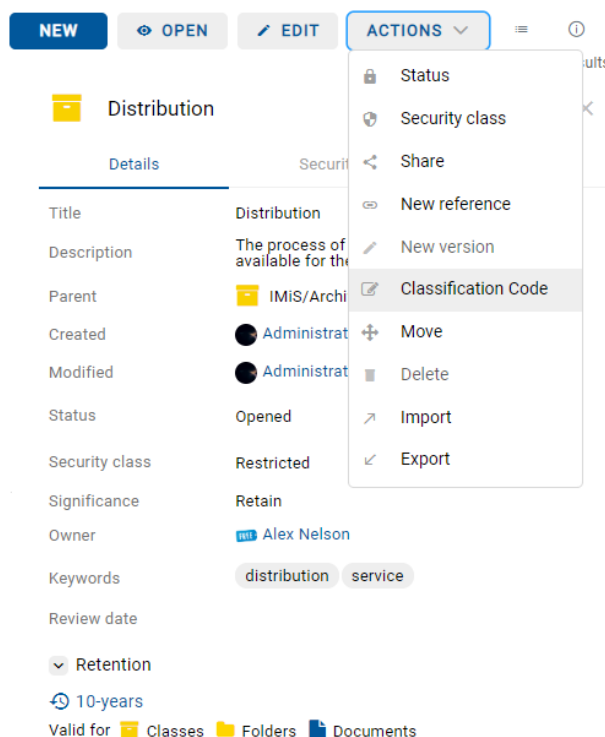 NEW OPEN EDIT ACTIONS
ults
Status
Distribution
Security class
Details Securit
Share
Title Distribution
New reference
Description The process of
available for the
New version
Parent IMiS/Archi
Classification Code
Created Administrat
Move
Modified Administrat
Delete
Status Opened
Import
Security class Restricted
Export
Significance Retain
Owner Alex Nelson
Keywords distribution service
Review date
Retention
10-years
Valid for Classes Folders Documents